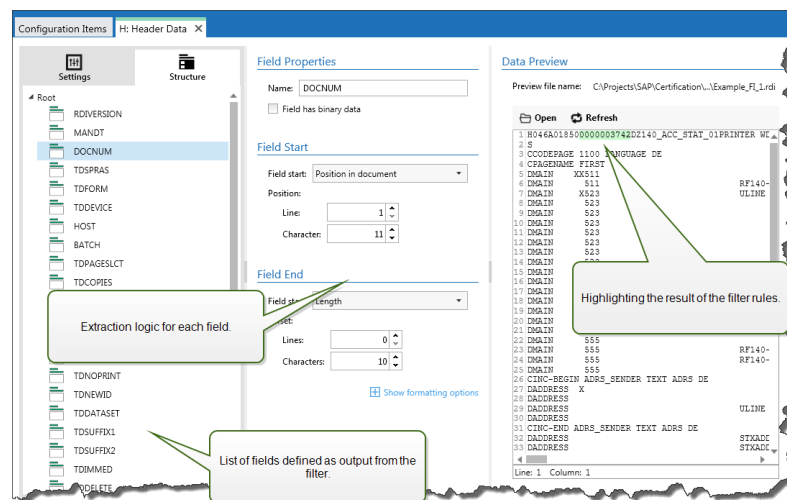 Configuration Items H: Header Data X
Settings
Structure
Root
RDIVERSION
MANDT
DOCNUM
TDSPRAS
TDFORM
TDDEVICE
HOST
BATCH
TDPAGESLCT
TDCOPIES
TDNOPRINT
TDNEWID
TDDATASET
TDSUFFIX1
TDSUFFIX2
TDIMMED
List of fields defined as output from the
filter.
Field Properties
Name: DOCNUM
Field has binary data
Field Start
Field start: Position in document
Position:
Line: 1
Character: 11
Field End
Length
Lines: 0
Characters: 10
Show formatting options
Extraction logic for each field.
Data Preview
Preview file name: C:\Projects\SAP\Certification\...\Example_FI_1.rdi
Open Refresh
1 H046A018500000003742DZ140_ACC_STAT_01PRINTER WI
2 S
3 CCODEPAGE 1100 LANGUAGE DE
4 CPAGENAME FIRST
5 DMAIN XX511
6 DMAIN 511 RF140-
7 DMAIN X523 ULINE
8 DMAIN 523
9 DMAIN 523
10 DMAIN 523
11 DMAIN 523
12 DMAIN 523
13 DMAIN 523
14 DMAIN
15 DMAIN
16 DMAIN
17 DMAIN
18 DMAIN
19 DMAIN
20 DMAIN
21 DMAIN
22 DMAIN 555
23 DMAIN 555 RF140-
24 DMAIN 555 RF140-
25 DMAIN 555
26 CINC-BEGIN ADRS_SENDER TEXT ADRS DE
27 DADDRESS X
28 DADDRESS
29 DADDRESS ULINE
30 DADDRESS
31 CINC-END ADRS_SENDER TEXT ADRS DE
32 DADDRESS STXADI
33 DADDRESS STXADI
Highlighting the result of the filter rules.
Line: 1 Column: 1